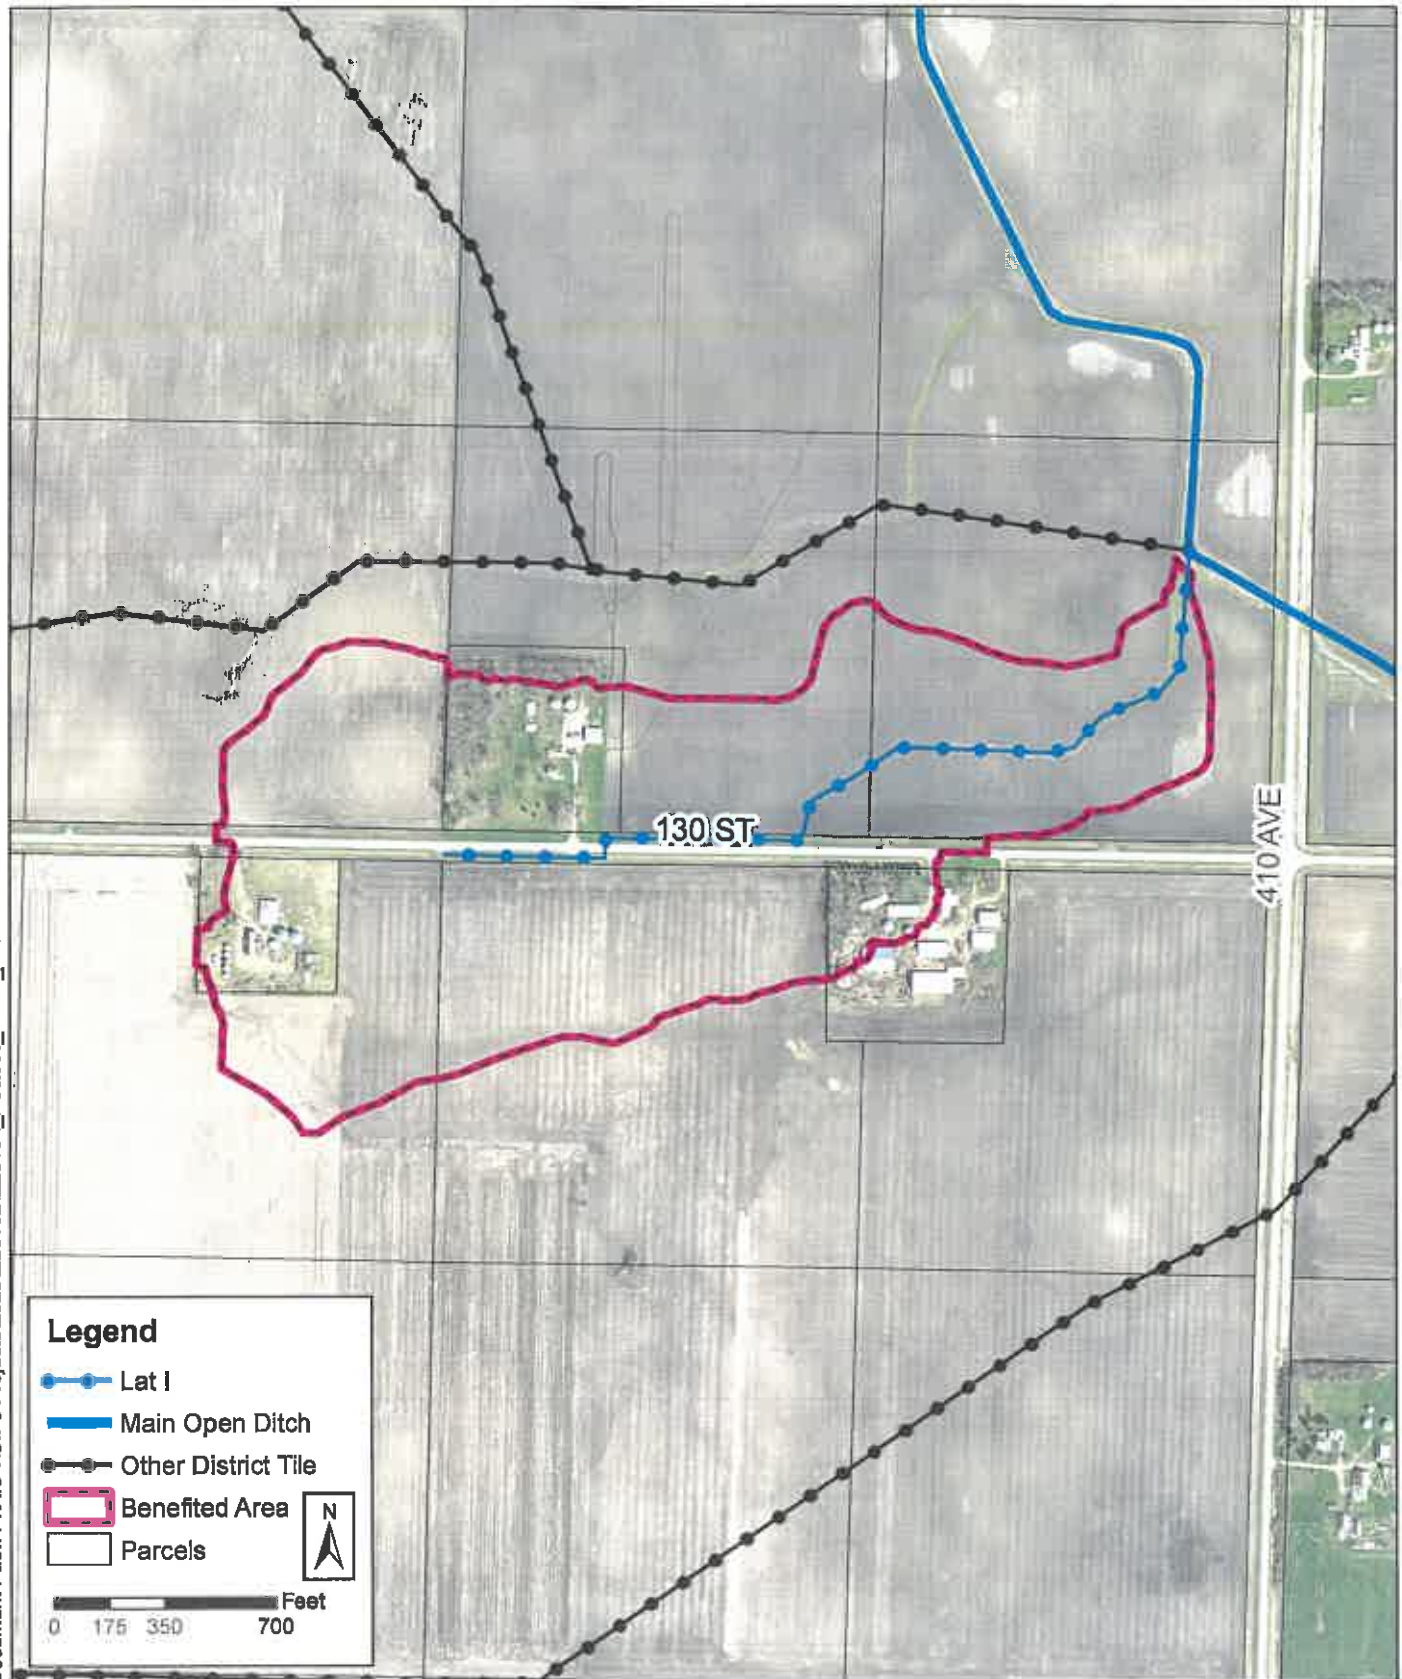 130 ST
410 AVE
Legend
Lat I
Main Open Ditch
Other District Tile
Benefited Area
N
Parcels
Feet
0 175 350 700